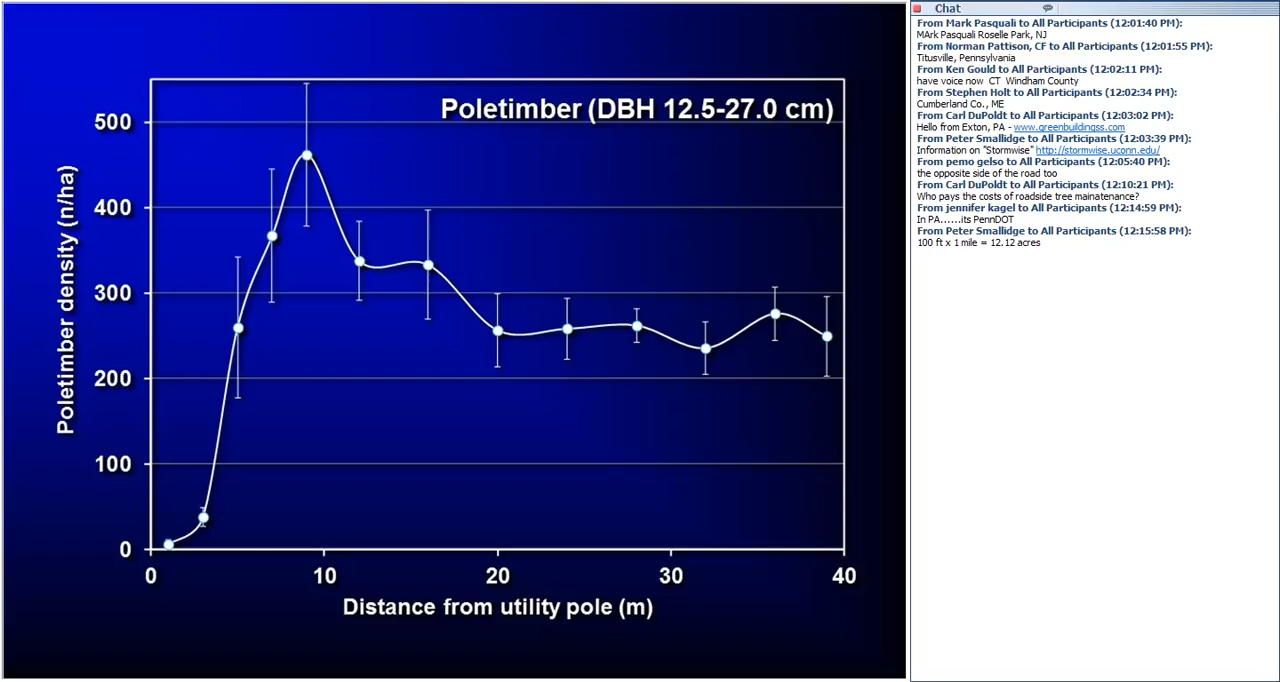 Poletimber (DBH 12.5-27.0 cm)
Poletimber density (n/ha)
500
400
300
200
100
0
0 10 20 30 40
Distance from utility pole (m)
Chat
From Mark Pasquali to All Participants (12:01:40 PM):
MArk Pasquali Roselle Park, NJ
From Norman Pattison, CF to All Participants (12:01:55 PM):
Titusville, Pennsylvania
From Ken Gould to All Participants (12:02:11 PM):
have voice now CT Windham County
From Stephen Holt to All Participants (12:02:34 PM):
Cumberland Co., ME
From Carl DuPoldt to All Participants (12:03:02 PM):
Hello from Exton, PA - www.greenbuildingss.com
From Peter Smallidge to All Participants (12:03:39 PM):
Information on "Stormwise" http://stormwise.uconn.edu/
From pemo gelso to All Participants (12:05:40 PM):
the opposite side of the road too
From Carl DuPoldt to All Participants (12:10:21 PM):
Who pays the costs of roadside tree mainatenance?
From jennifer kagel to All Participants (12:14:59 PM):
In PA......its PennDOT
From Peter Smallidge to All Participants (12:15:58 PM):
100 ft x 1 mile = 12.12 acres